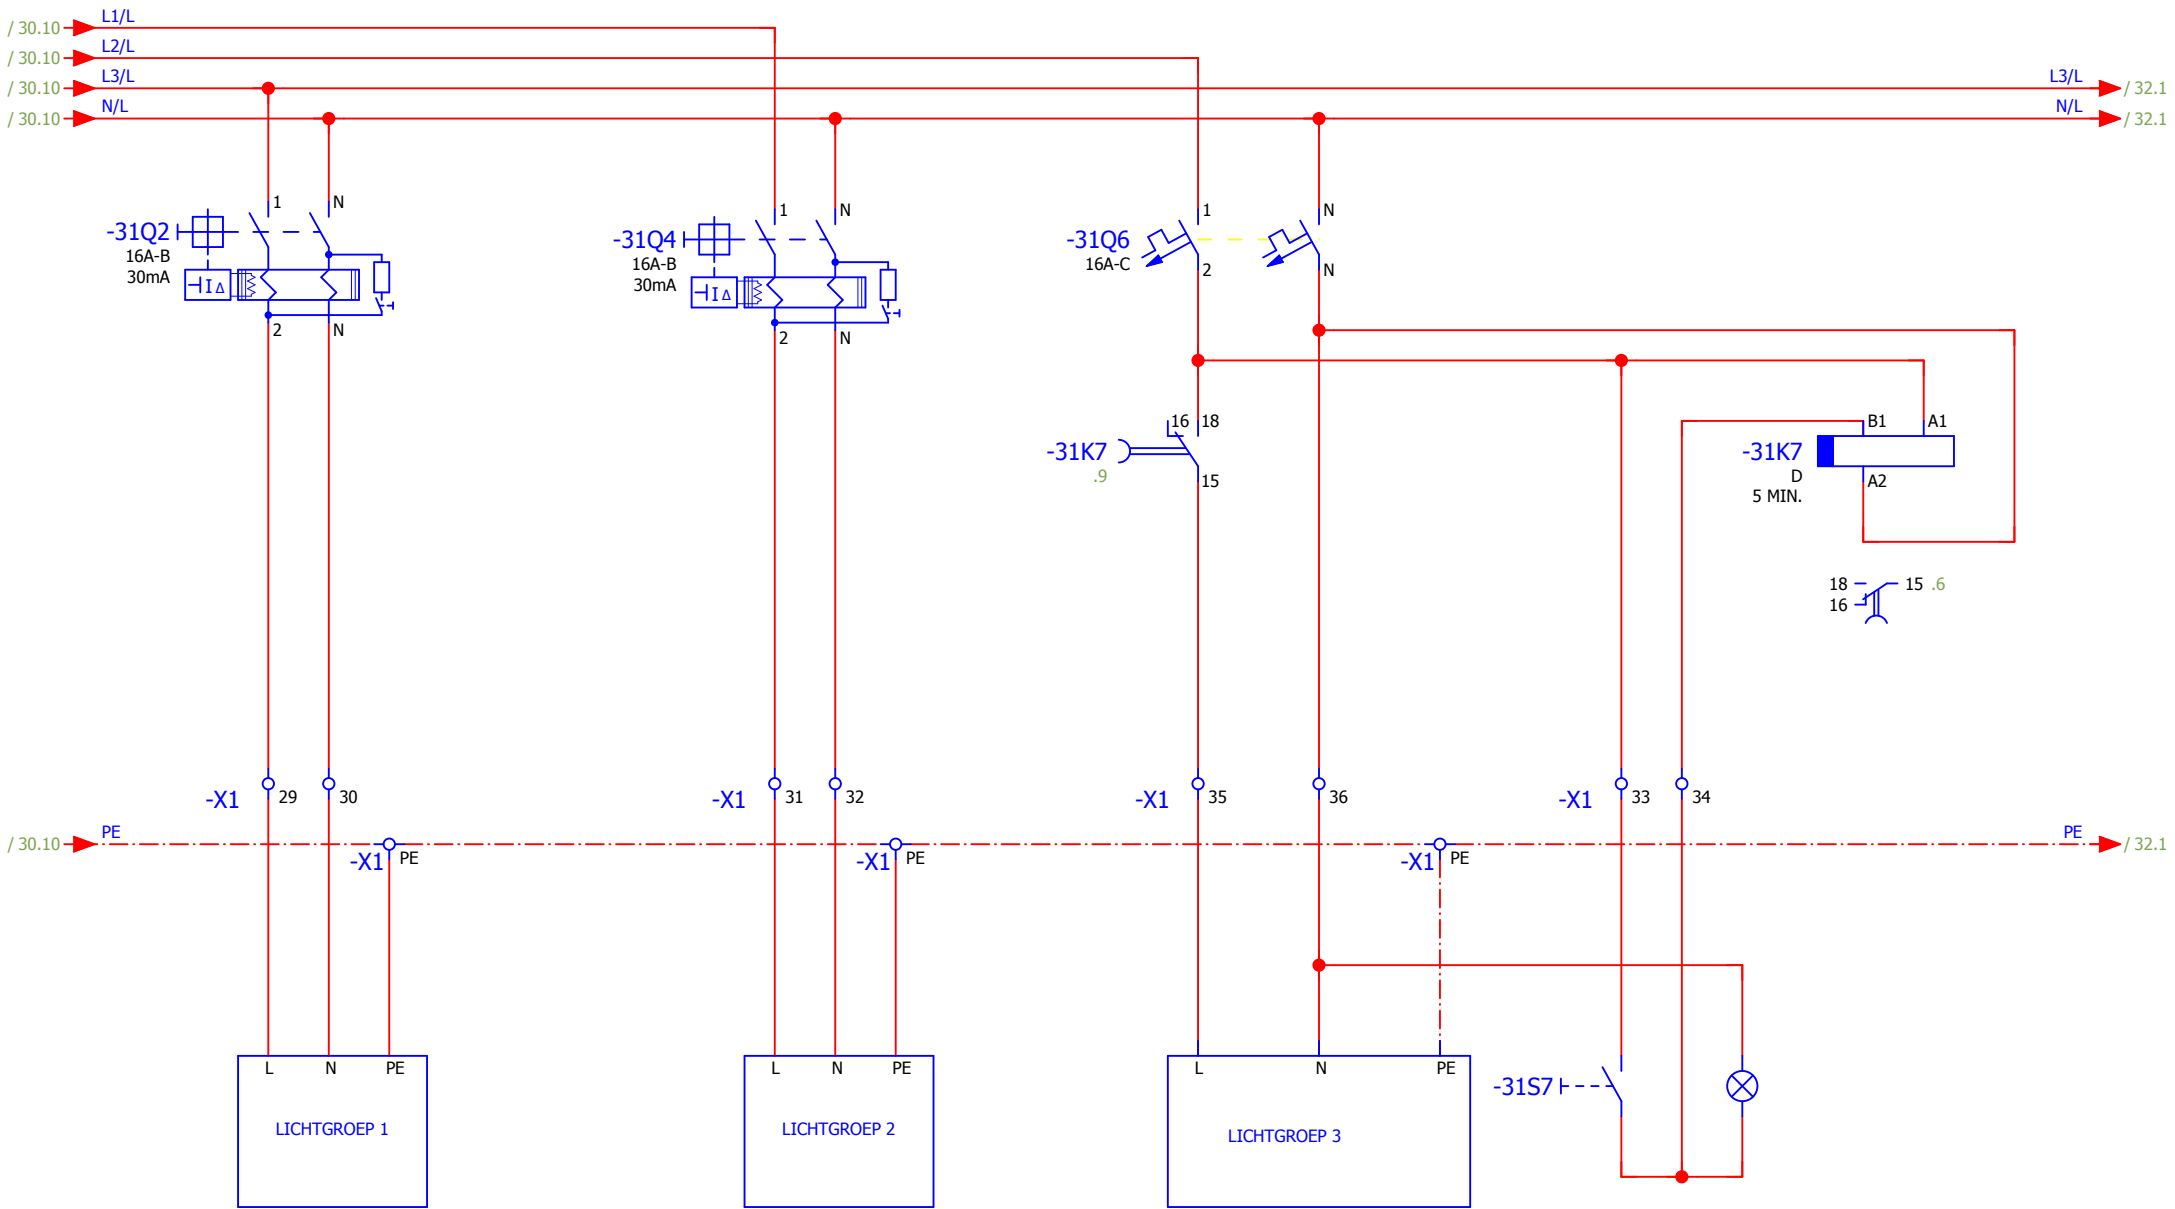 / 30.10 L1/L
/ 30.10 L2/L
/ 30.10 L3/L L3/L / 32.1
/ 30.10 N/L N/L / 32.1
1 N
-31Q2
16A-B
30mA
I Δ
2 N
1 N
-31Q4
16A-B
30mA
I Δ
2 N
1 N
-31Q6
16A-C
2 N
16 18
-31K7
.9
15
B1 A1
-31K7
D
5 MIN.
A2
18 15 .6
16
-X1 29 30
-X1 31 32
-X1 35 36
-X1 33 34
/ 30.10 PE PE / 32.1
-X1 PE
-X1 PE
-X1 PE
L N PE
LICHTGROEP 1
L N PE
LICHTGROEP 2
L N PE
LICHTGROEP 3
-31S7